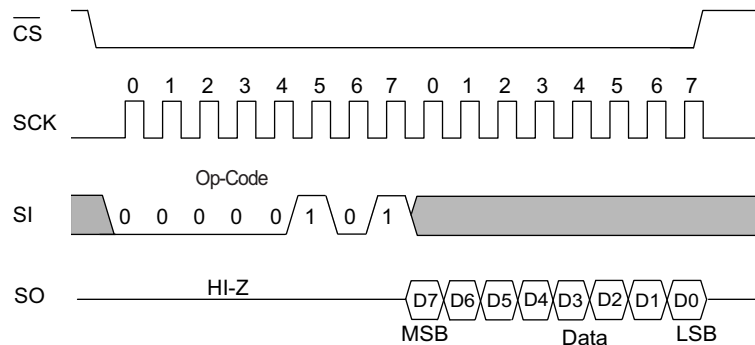 CS
0 1 2 3 4 5 6 7 0 1 2 3 4 5 6 7
SCK
Op-Code
SI 0 0 0 0 0 1 0 1
HI-Z
SO D7 D6 D5 D4 D3 D2 D1 D0
MSB Data LSB